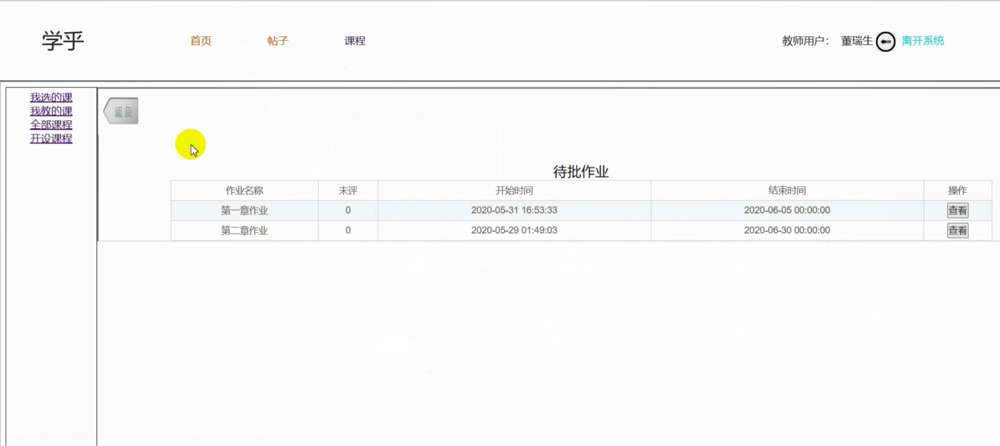 学乎 首页 帖子 课程 教师用户： 董瑞生 离开系统
我选的课
我教的课
全部课程
开设课程
返回
待批作业
作业名称 未评 开始时间 结束时间 操作
第一章作业 0 2020-05-31 16:53:33 2020-06-05 00:00:00 查看
第二章作业 0 2020-05-29 01:49:03 2020-06-30 00:00:00 查看